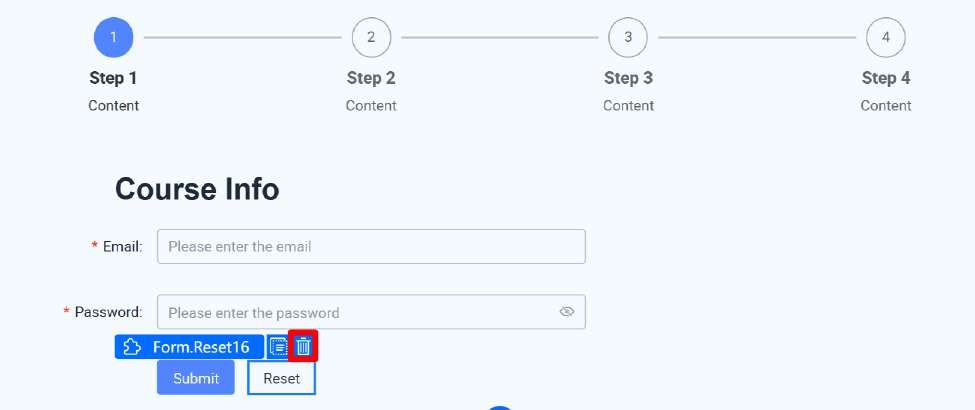 1 2 3 4
Step 1 Step 2 Step 3 Step 4
Content Content Content Content
Course Info
* Email: Please enter the email
* Password: Please enter the password
Form.Reset16
Submit Reset